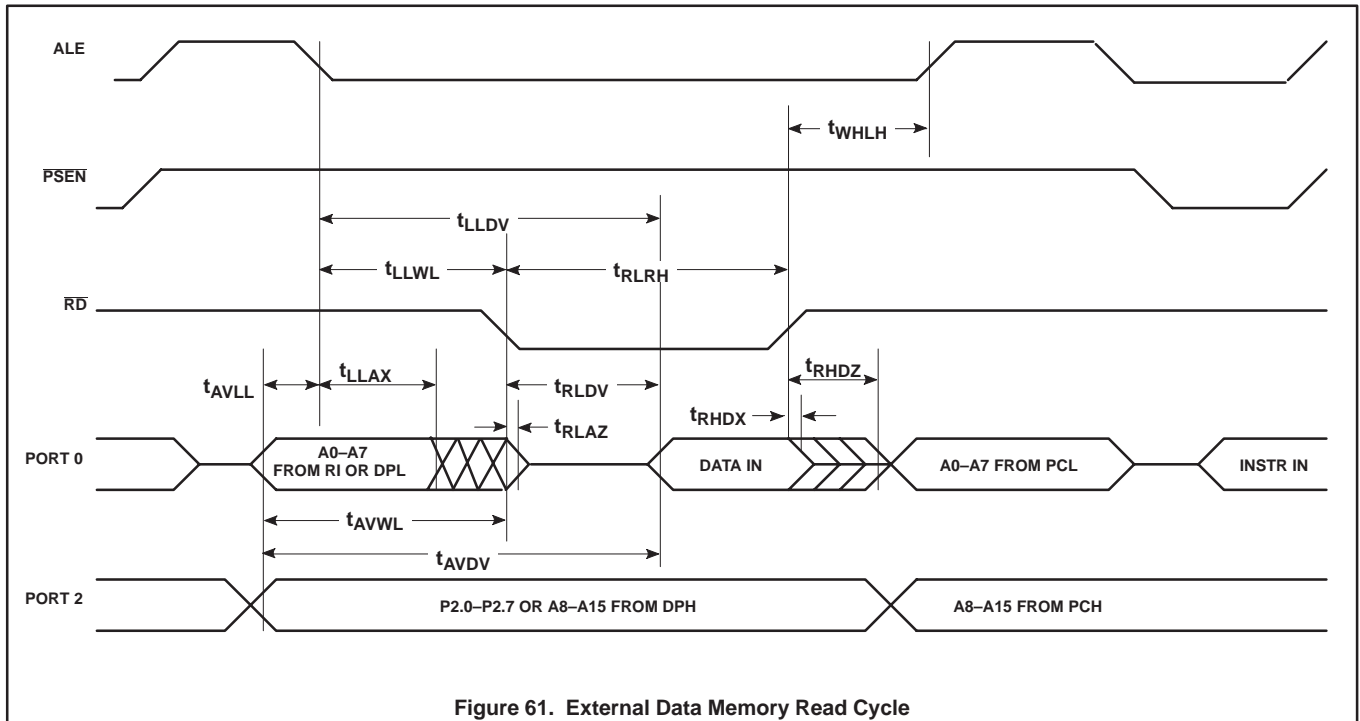 ALE
tWHLH
PSEN
tLLDV
tLLWL
tRLRH
RD
tAVLL
tLLAX
tRLDV
tRHDZ
tRLAZ
tRHDX
PORT 0
A0–A7
FROM RI OR DPL
DATA IN
A0–A7 FROM PCL
INSTR IN
tAVWL
tAVDV
PORT 2
P2.0–P2.7 OR A8–A15 FROM DPH
A8–A15 FROM PCH
Figure 61. External Data Memory Read Cycle